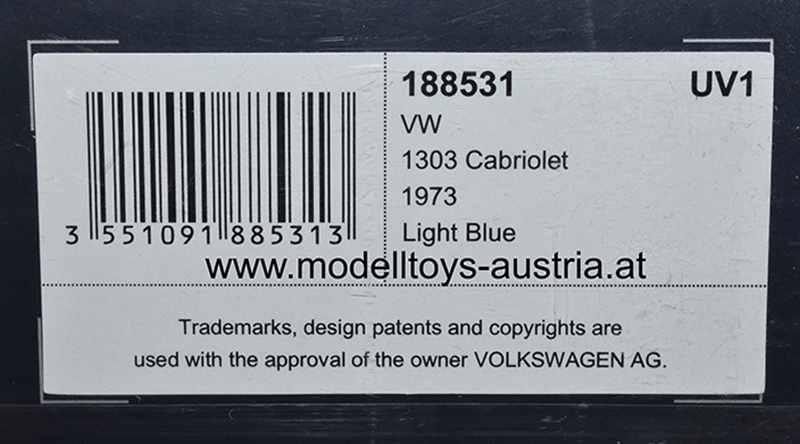 188531 UV1
VW
1303 Cabriolet
1973
Light Blue
3 551091 885313
www.modelltoys-austria.at
Trademarks, design patents and copyrights are
used with the approval of the owner VOLKSWAGEN AG.